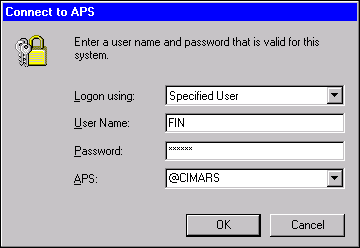 Connect to APS
Enter a user name and password that is valid for this
system.
Logon using: Specified User
User Name: FIN
Password: ******
APS: @CIMARS
OK Cancel